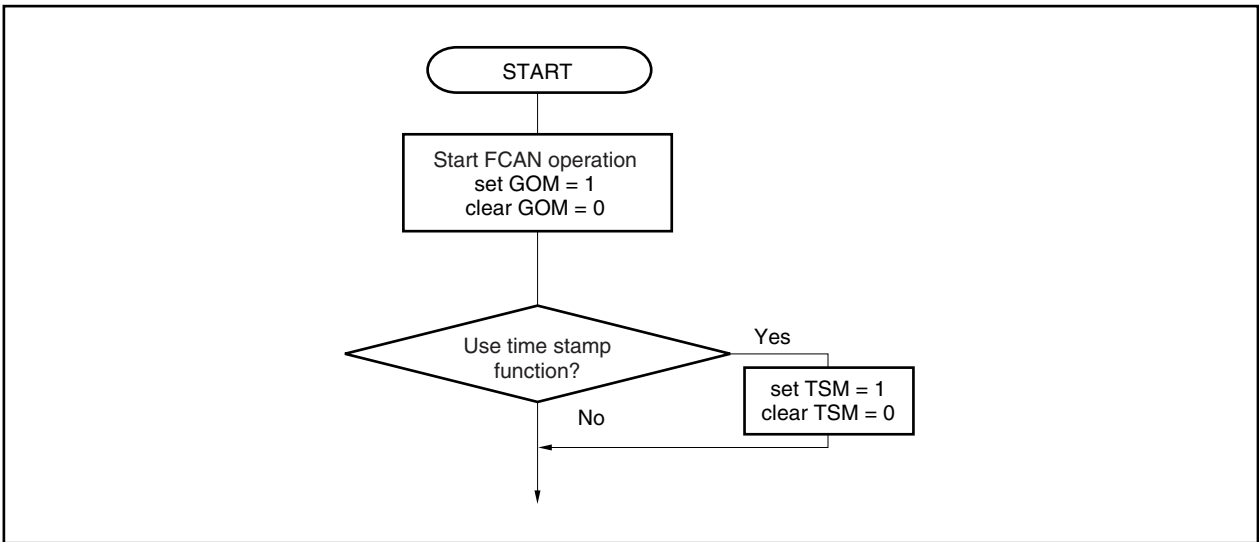 START
Start FCAN operation
set GOM = 1
clear GOM = 0
Use time stamp
function?
Yes
set TSM = 1
clear TSM = 0
No